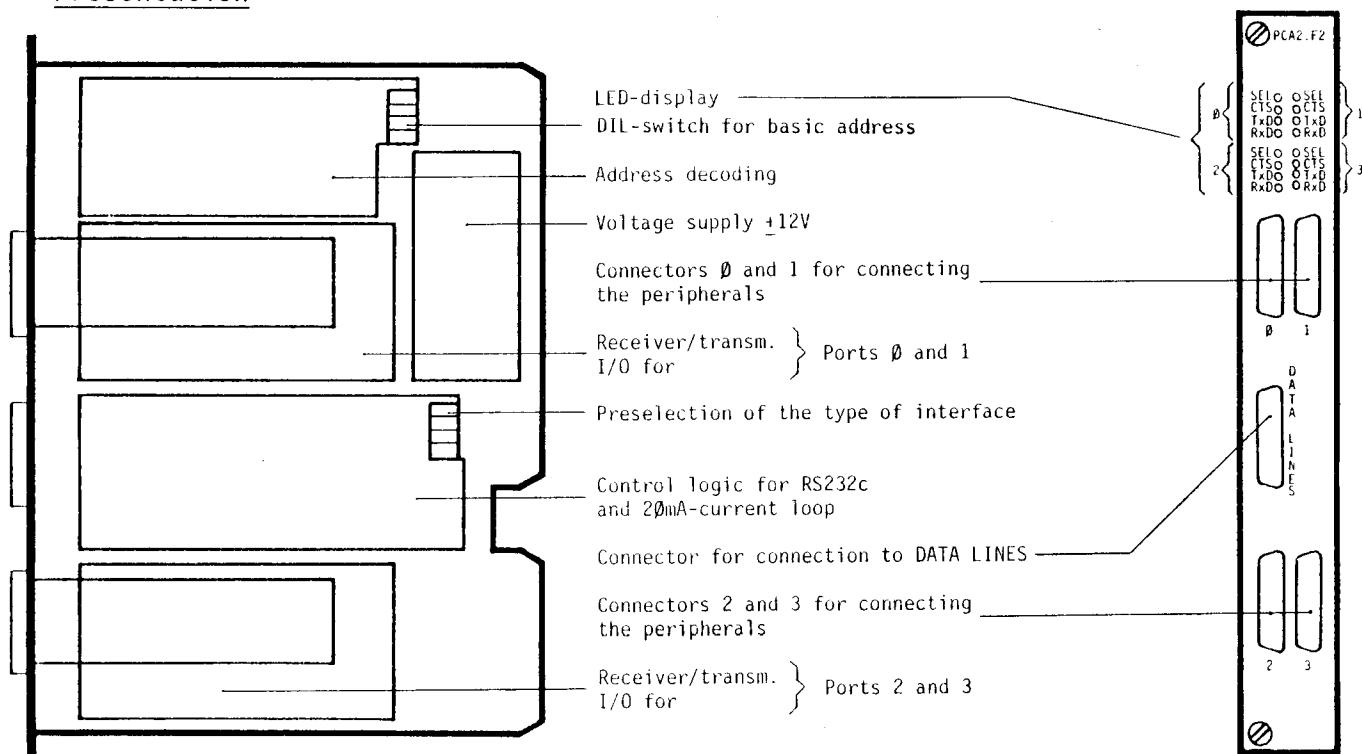 Presentation
PCA2.F2
LED-display
DIL-switch for basic address
Address decoding
Voltage supply ±12V
Connectors Ø and 1 for connecting
the peripherals
Receiver/transm.
I/O for
Ports Ø and 1
Preselection of the type of interface
Control logic for RS232c
and 2ØmA-current loop
Connector for connection to DATA LINES
Connectors 2 and 3 for connecting
the peripherals
Receiver/transm.
I/O for
Ports 2 and 3
SEL SEL
CTS CTS
TxD TxD
RxD RxD
Ø 1
SEL SEL
CTS CTS
TxD TxD
RxD RxD
2 3
Ø 1
DATA LINES
2 3